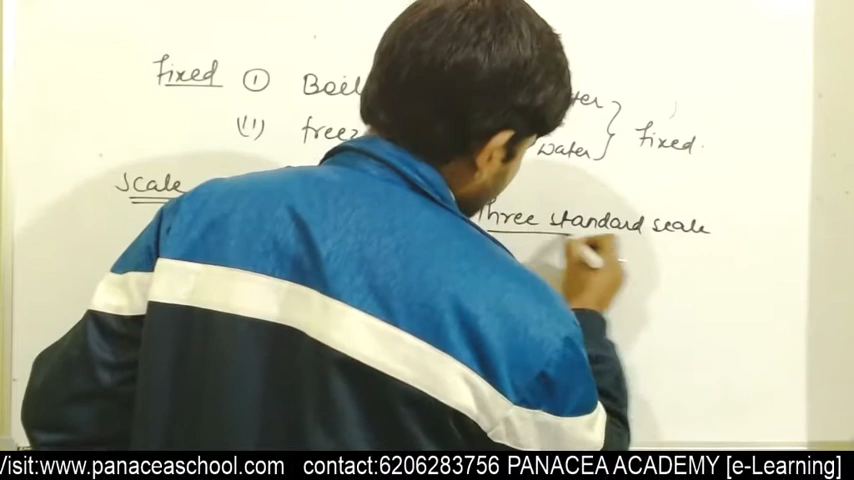 fixed ① Boil ter
(ii) freez water } fixed.
Scale
Three standard scale
Visit:www.panaceaschool.com contact:6206283756 PANACEA ACADEMY [e-Learning]